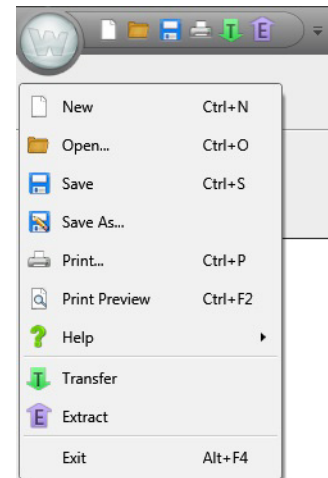 W T E
New Ctrl+N
Open... Ctrl+O
Save Ctrl+S
Save As...
Print... Ctrl+P
Print Preview Ctrl+F2
? Help
T Transfer
E Extract
Exit Alt+F4